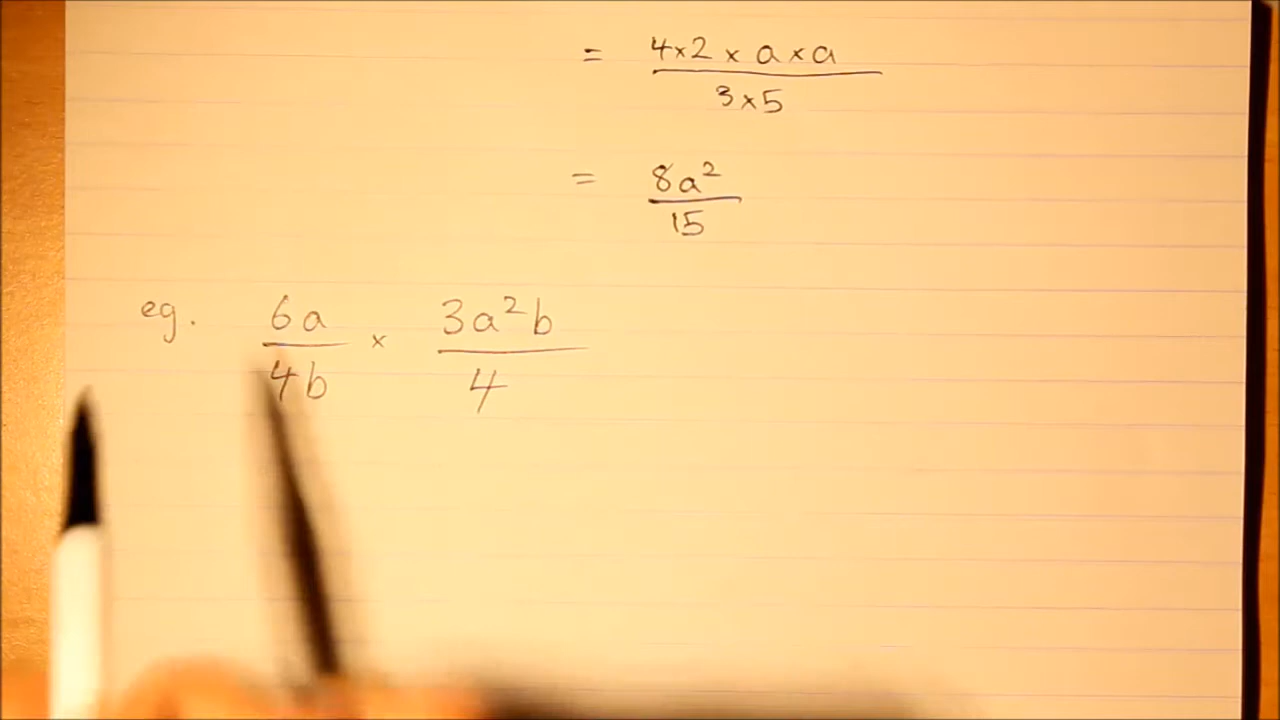 = 4×2 × a × a
3×5
= 8a²
15
eg. 6a × 3a²b
4b 4